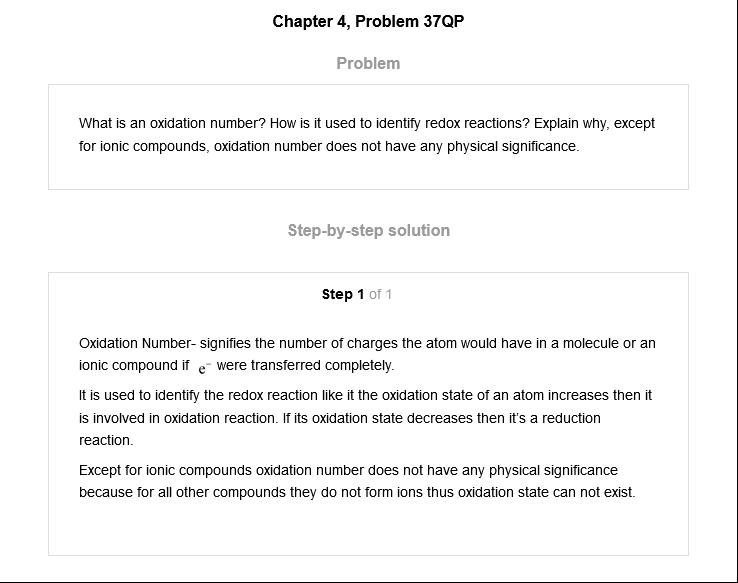 Chapter 4, Problem 37QP
Problem
What is an oxidation number? How is it used to identify redox reactions? Explain why, except
for ionic compounds, oxidation number does not have any physical significance.
Step-by-step solution
Step 1 of 1
Oxidation Number- signifies the number of charges the atom would have in a molecule or an
ionic compound if e⁻ were transferred completely.
It is used to identify the redox reaction like it the oxidation state of an atom increases then it
is involved in oxidation reaction. If its oxidation state decreases then it's a reduction
reaction.
Except for ionic compounds oxidation number does not have any physical significance
because for all other compounds they do not form ions thus oxidation state can not exist.